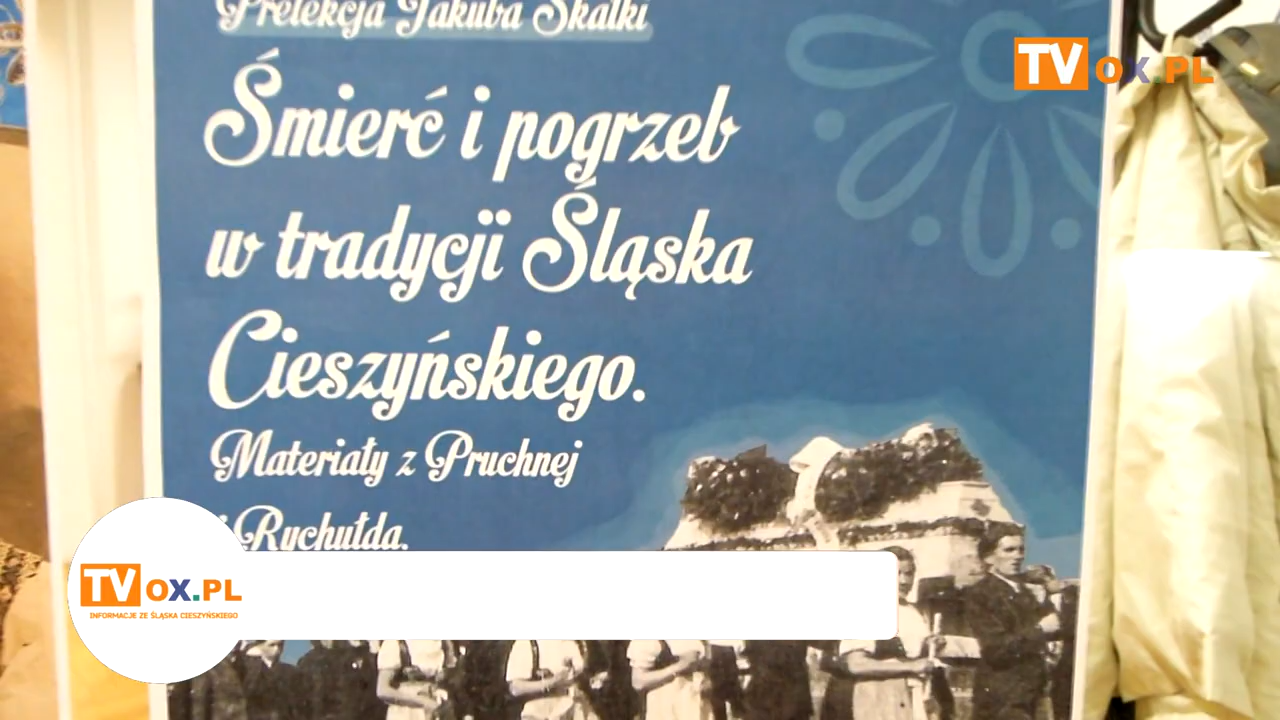 Prelekcja Jakuba Skałki
TVOX.PL
Śmierć i pogrzeb
w tradycji Śląska
Cieszyńskiego.
Materiały z Pruchnej
i Rychułda.
TVOX.PL
INFORMACJE ZE ŚLĄSKA CIESZYŃSKIEGO